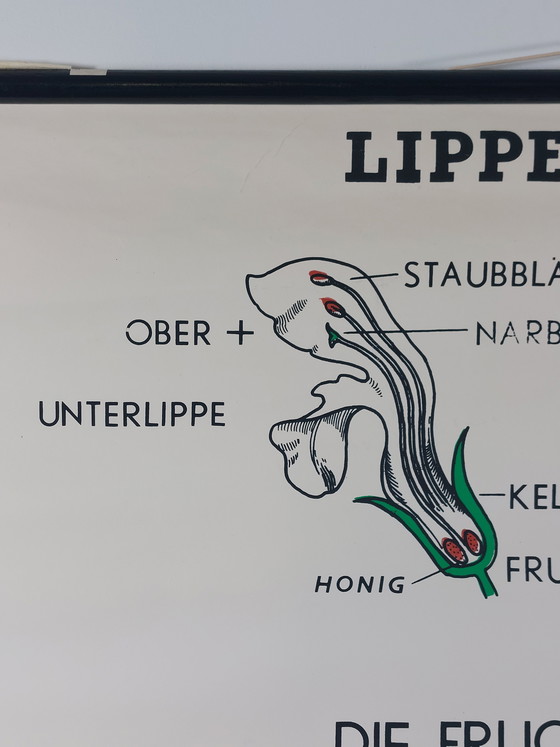 LIPPE
STAUBBLÄ
OBER + NARB
UNTERLIPPE
KEL
HONIG FRU
DIE FRUC